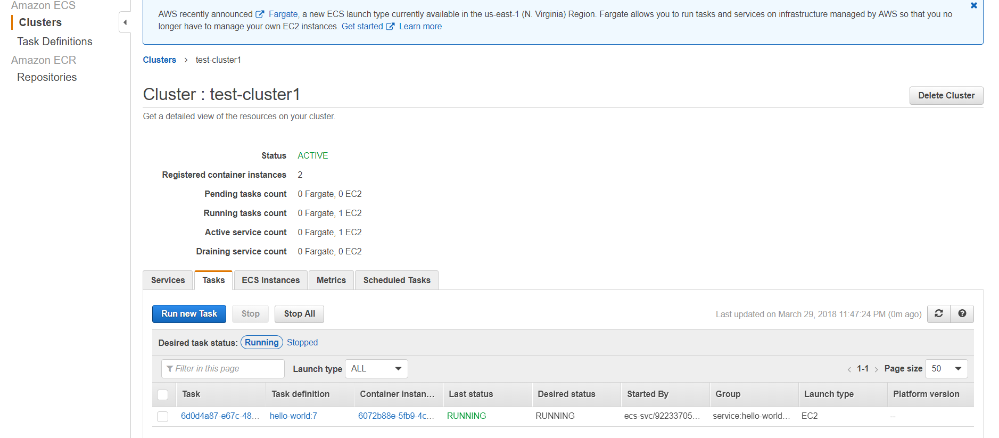 Amazon ECS
Clusters
Task Definitions
Amazon ECR
Repositories
AWS recently announced Fargate, a new ECS launch type currently available in the us-east-1 (N. Virginia) Region. Fargate allows you to run tasks and services on infrastructure managed by AWS so that you no
longer have to manage your own EC2 instances. Get started Learn more
Clusters > test-cluster1
Cluster : test-cluster1
Delete Cluster
Get a detailed view of the resources on your cluster.
Status ACTIVE
Registered container instances 2
Pending tasks count 0 Fargate, 0 EC2
Running tasks count 0 Fargate, 1 EC2
Active service count 0 Fargate, 1 EC2
Draining service count 0 Fargate, 0 EC2
Services Tasks ECS Instances Metrics Scheduled Tasks
Run new Task Stop Stop All Last updated on March 29, 2018 11:47:24 PM (0m ago)
Desired task status: Running Stopped
Filter in this page Launch type ALL < 1-1 > Page size 50
Task Task definition Container instan... Last status Desired status Started By Group Launch type Platform version
6d0d4a87-e67c-48... hello-world:7 6072b88e-5fb9-4c... RUNNING RUNNING ecs-svc/92233705... service:hello-world... EC2 --